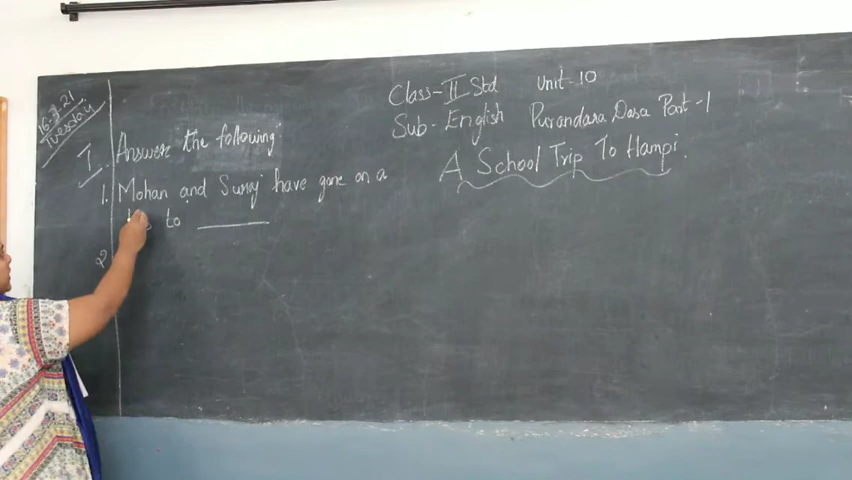 Class-II Std Unit-10
Sub-English Purandara Dasa Part-1
A School Trip To Hampi.
16-3-21
Tuesday
I. Answer the following:
1. Mohan and Suraj have gone on a
to ______
2